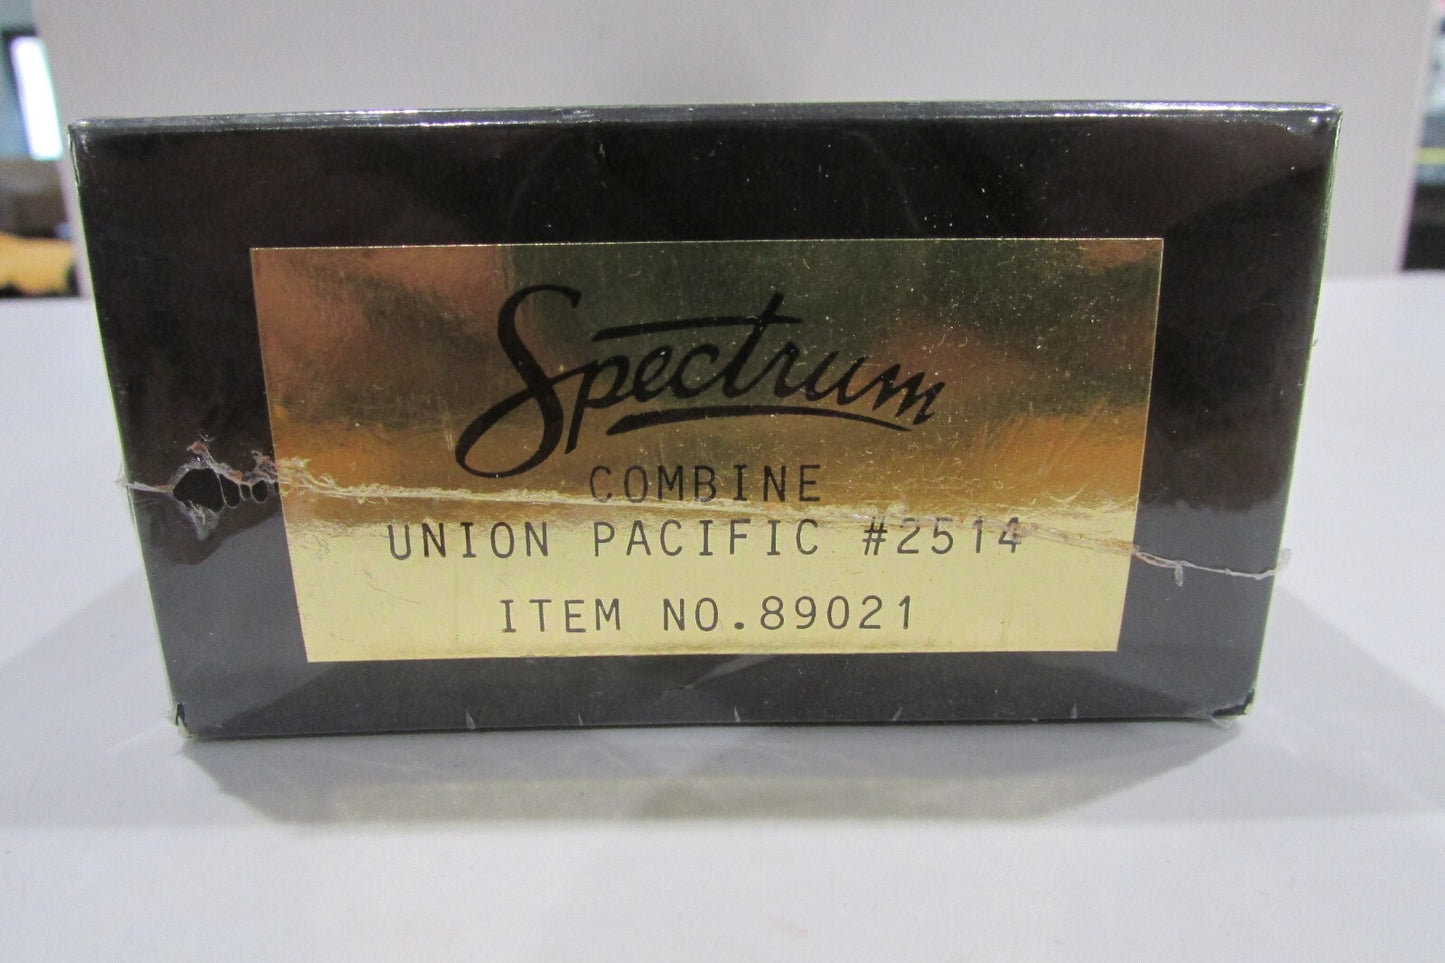 Spectrum
COMBINE
UNION PACIFIC #2514
ITEM NO.89021